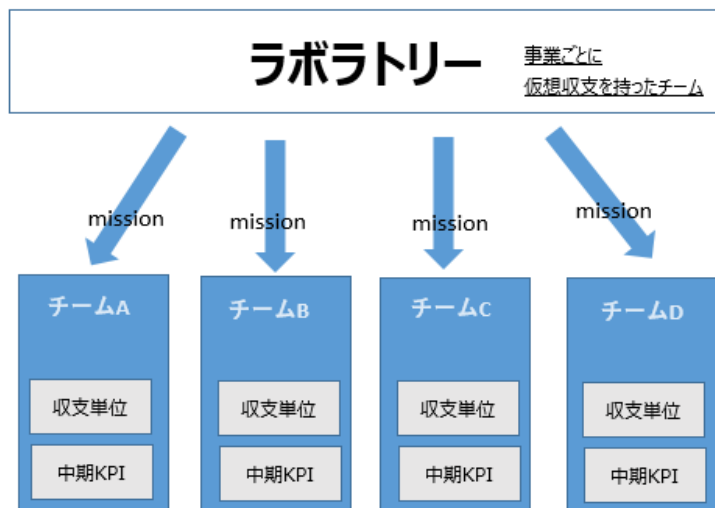 ラボラトリー
事業ごとに
仮想収支を持ったチーム
mission
mission
mission
mission
チームA
チームB
チームC
チームD
収支単位
収支単位
収支単位
収支単位
中期KPI
中期KPI
中期KPI
中期KPI